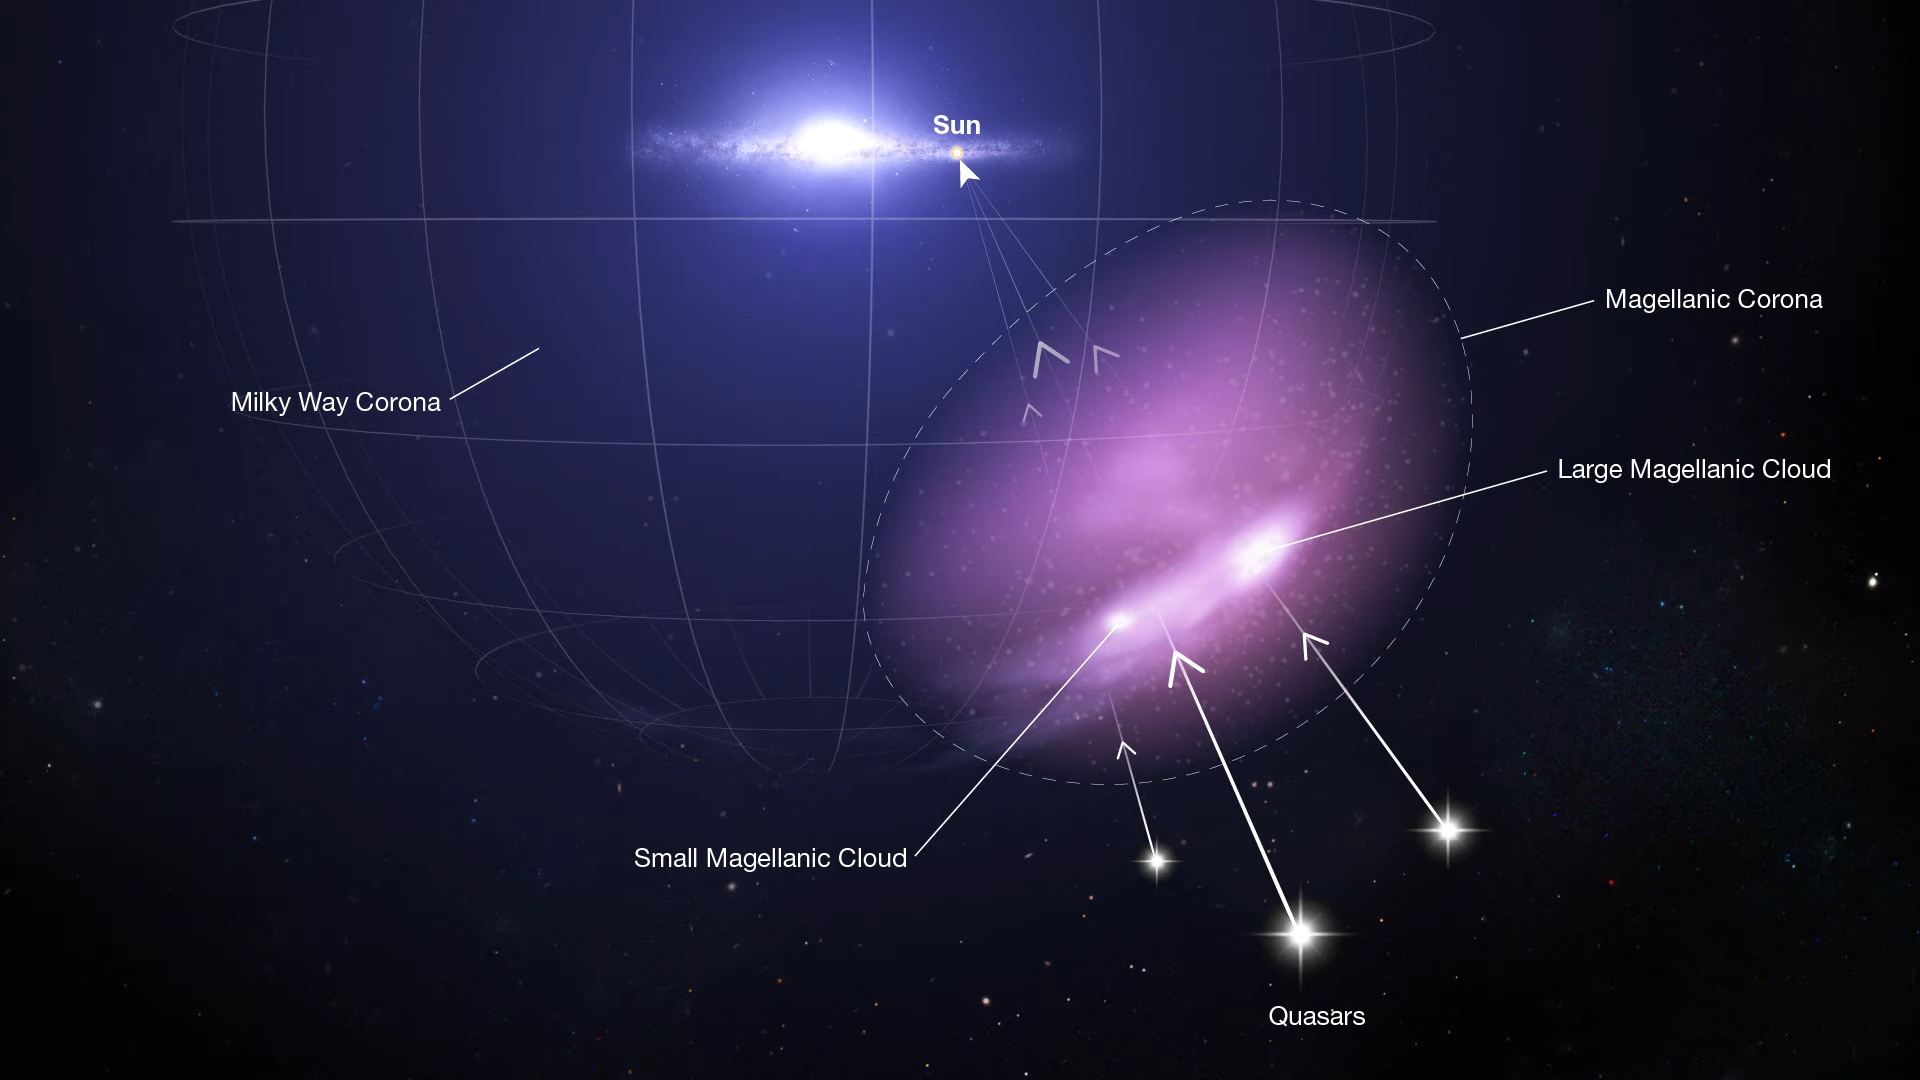 Sun
Magellanic Corona
Milky Way Corona
Large Magellanic Cloud
Small Magellanic Cloud
Quasars